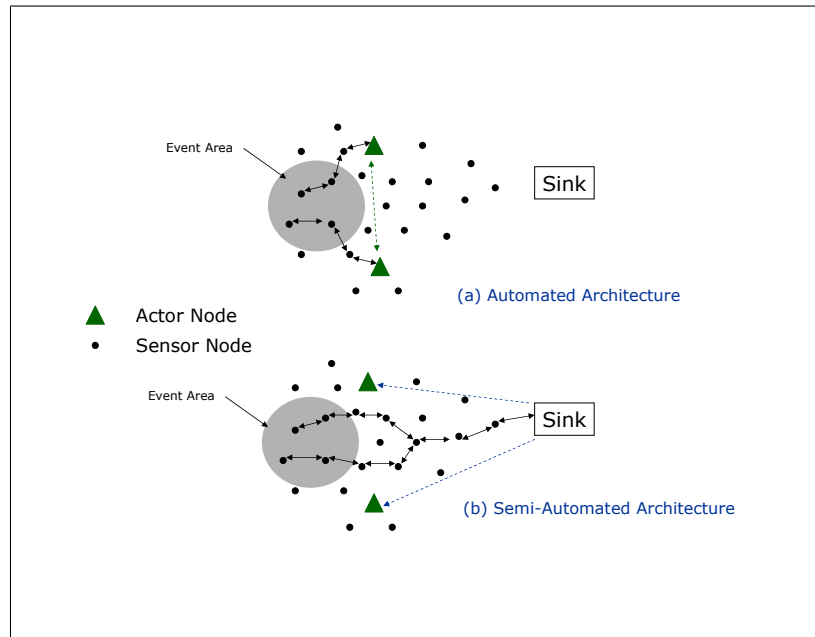 Event Area
Sink
(a) Automated Architecture
Actor Node
Sensor Node
Event Area
Sink
(b) Semi-Automated Architecture